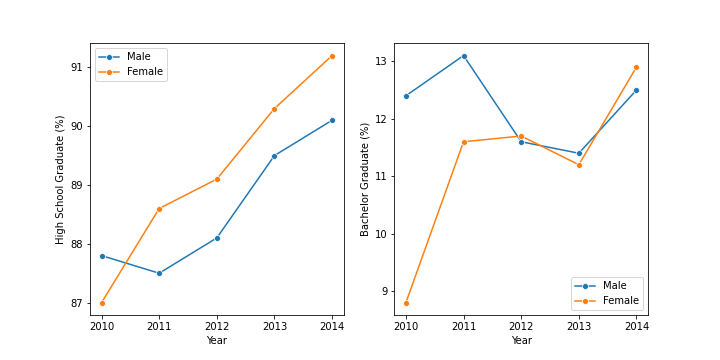 High School Graduate (%)
91
90
89
88
87
Male
Female
2010 2011 2012 2013 2014
Year
Bachelor Graduate (%)
13
12
11
10
9
Male
Female
2010 2011 2012 2013 2014
Year